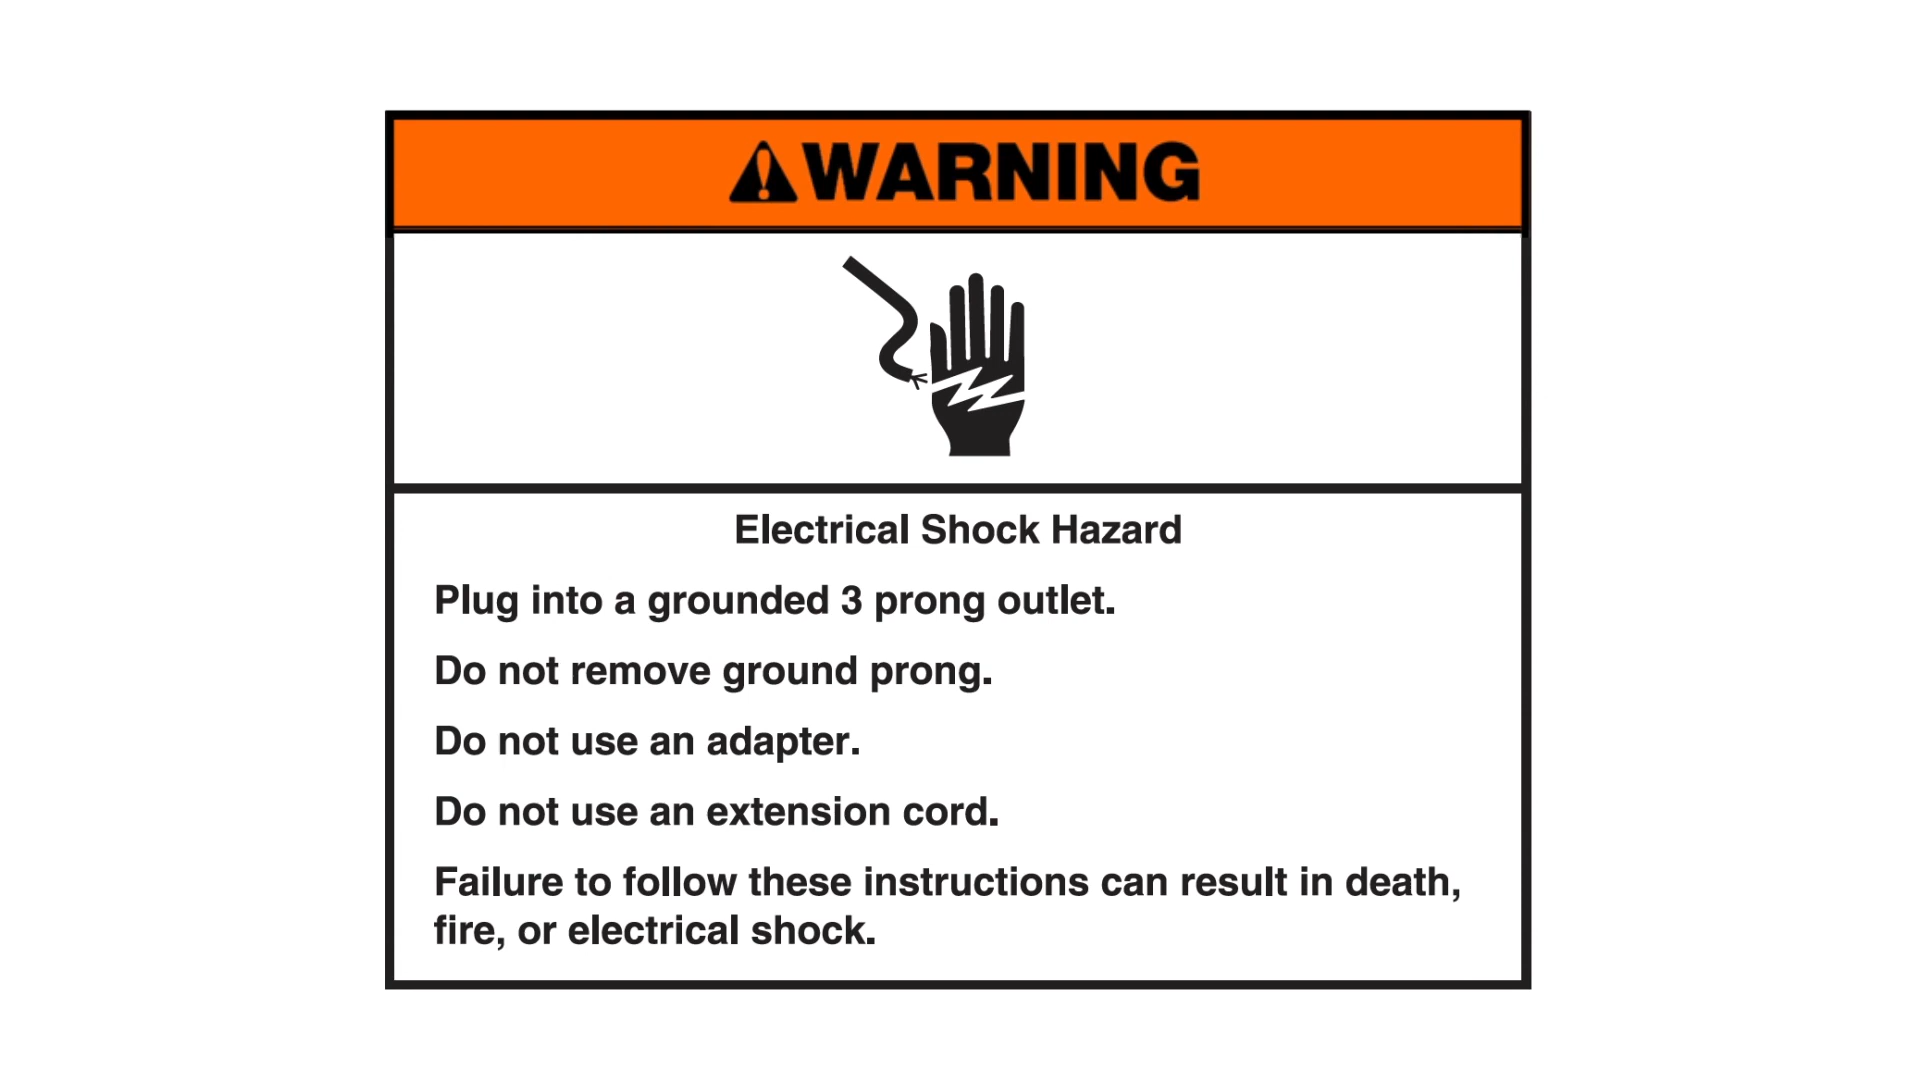 WARNING
Electrical Shock Hazard
Plug into a grounded 3 prong outlet.
Do not remove ground prong.
Do not use an adapter.
Do not use an extension cord.
Failure to follow these instructions can result in death,
fire, or electrical shock.